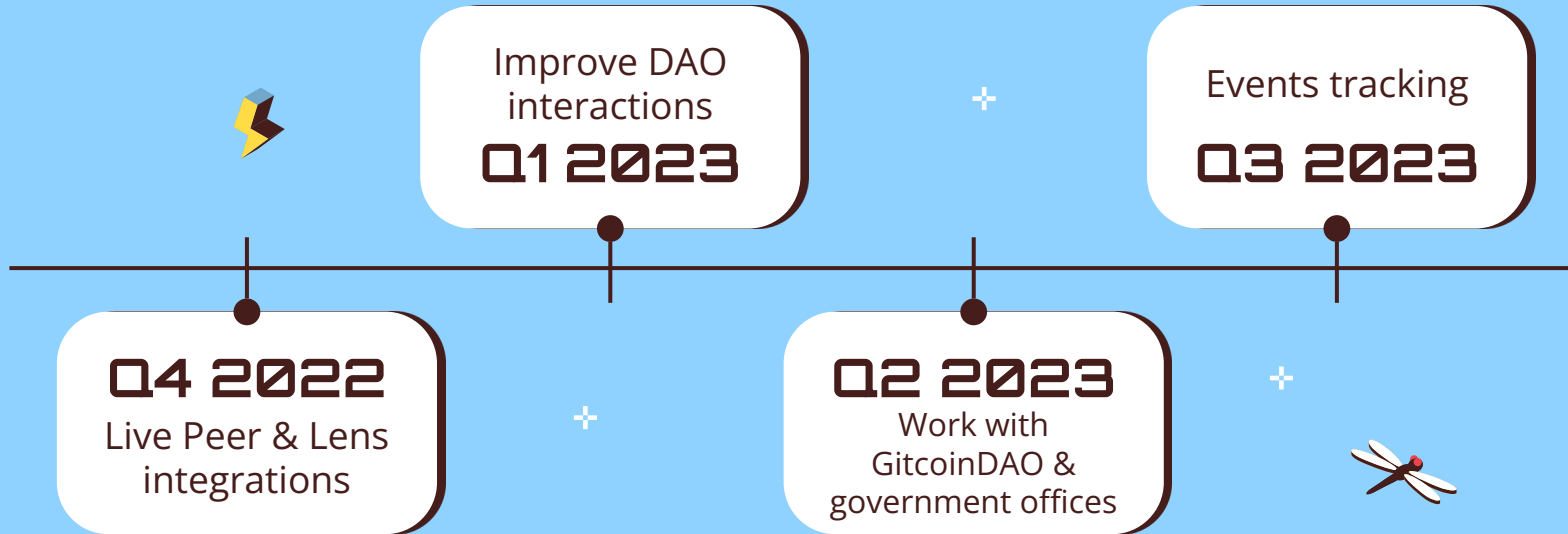 Improve DAO
interactions
Q1 2023
Events tracking
Q3 2023
Q4 2022
Live Peer & Lens
integrations
Q2 2023
Work with
GitcoinDAO &
government offices